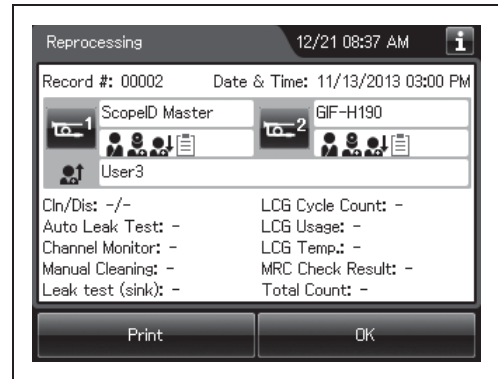 Reprocessing 12/21 08:37 AM i
Record #: 00002 Date & Time: 11/13/2013 03:00 PM
1 ScopeID Master 2 GIF-H190
User3
Cln/Dis: -/- LCG Cycle Count: -
Auto Leak Test: - LCG Usage: -
Channel Monitor: - LCG Temp.: -
Manual Cleaning: - MRC Check Result: -
Leak test (sink): - Total Count: -
Print OK